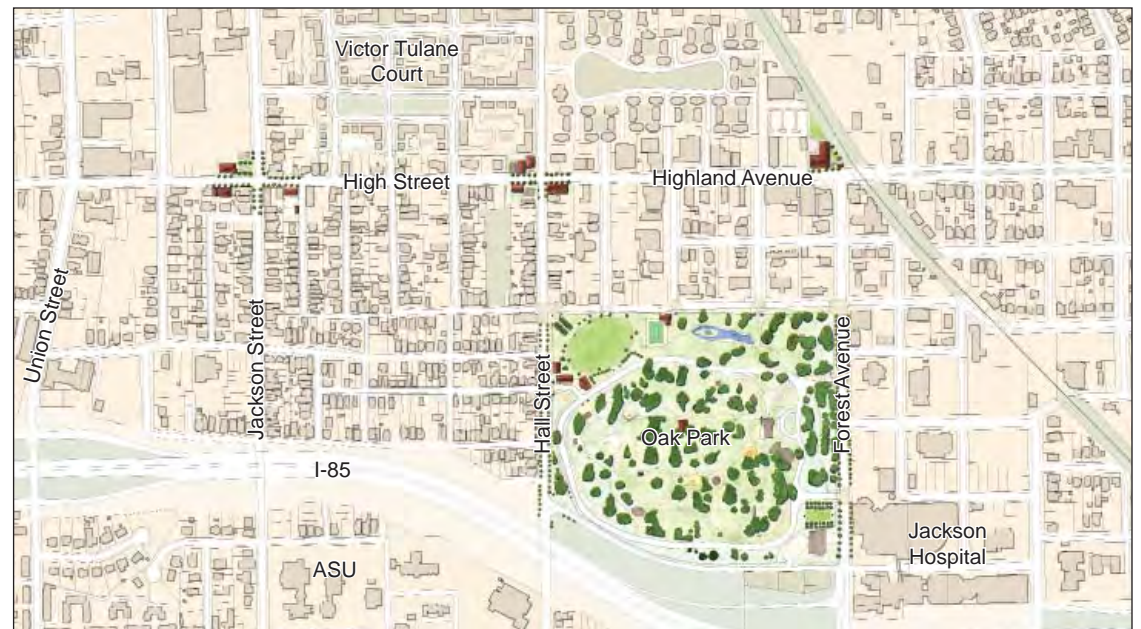 Victor Tulane
Court
High Street
Highland Avenue
Union Street
Jackson Street
Hall Street
Forest Avenue
Oak Park
I-85
Jackson
Hospital
ASU